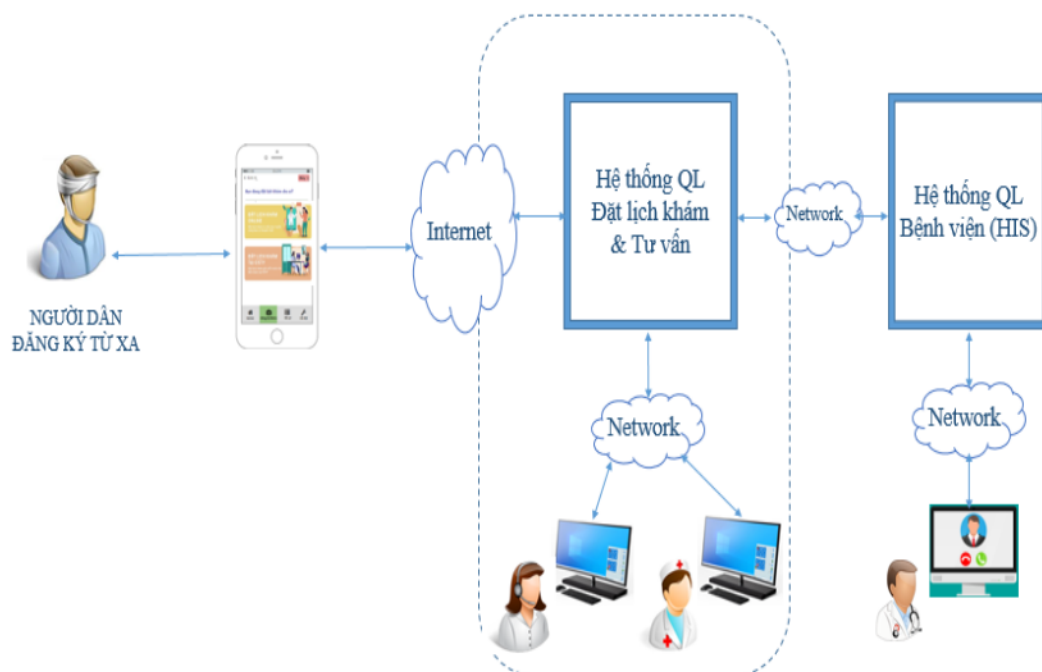 NGƯỜI DÂN
ĐĂNG KÝ TỪ XA
Internet
Hệ thống QL
Đặt lịch khám
& Tư vấn
Network
Hệ thống QL
Bệnh viện (HIS)
Network
Network